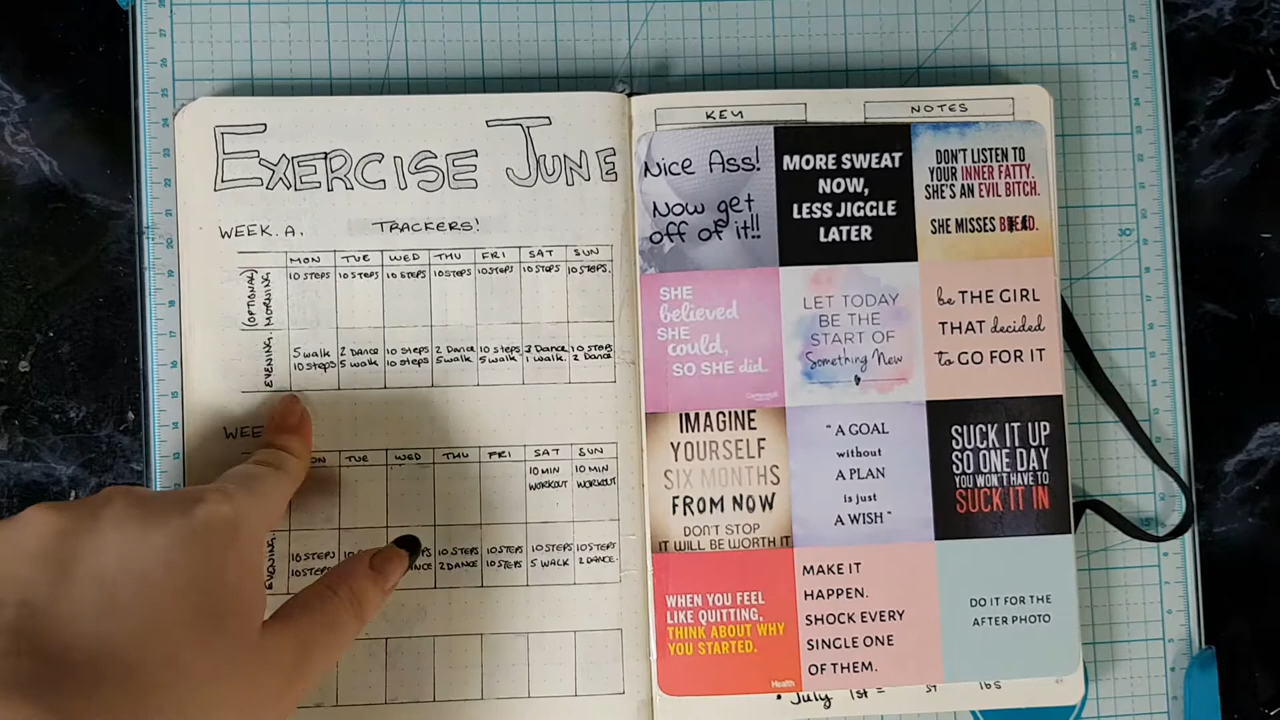 EXERCISE JUNE
WEEK. A. TRACKERS!
MON TUE WED THU FRI SAT SUN
(OPTIONAL) MORNING
10 STEPS 10 STEPS 10 STEPS 10 STEPS 10 STEPS 10 STEPS 10 STEPS.
EVENING
5 walk 2 DANCE 10 steps 2 Dance 10 steps 3 Dance 10 STEPS
10 steps 5 walk 10 steps 5 walk 5 walk 1 walk. 2 Dance
TUE WED THU FRI SAT SUN
10 MIN 10 MIN
WORKOUT WORKOUT
EVENING.
10 STEPS 10 STEPS 10 STEPS 10 STEPS 10 STEPS
10 STEPS 2 DANCE 10 STEPS 5 WALK 2 DANCE.
KEY
NOTES
Nice Ass!
Now get
off of it!!
MORE SWEAT
NOW,
LESS JIGGLE
LATER
DON'T LISTEN TO
YOUR INNER FATTY.
SHE'S AN EVIL BITCH.
SHE MISSES
SHE
believed
SHE
could,
SO SHE did.
LET TODAY
BE THE
START OF
Something New
be THE GIRL
THAT decided
to GO FOR IT
IMAGINE
YOURSELF
SIX MONTHS
FROM NOW
DON'T STOP
IT WILL BE WORTH IT
"A GOAL
without
A PLAN
is just
A WISH"
SUCK IT UP
SO ONE DAY
YOU WON'T HAVE TO
SUCK IT IN
WHEN YOU FEEL
LIKE QUITTING,
THINK ABOUT WHY
YOU STARTED.
Health
MAKE IT
HAPPEN.
SHOCK EVERY
SINGLE ONE
OF THEM.
DO IT FOR THE
AFTER PHOTO
• July 1st = st lbs